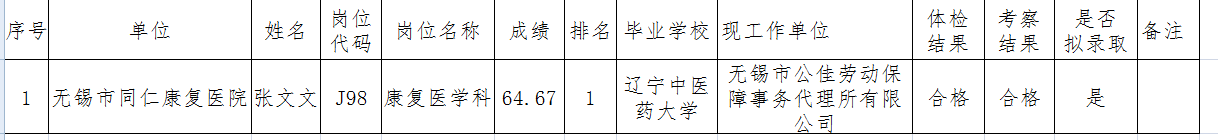 序号 单位 姓名 岗位代码 岗位名称 成绩 排名 毕业学校 现工作单位 体检结果 考察结果 是否拟录取 备注
1 无锡市同仁康复医院 张文文 J98 康复医学科 64.67 1 辽宁中医药大学 无锡市公佳劳动保障事务代理所有限公司 合格 合格 是